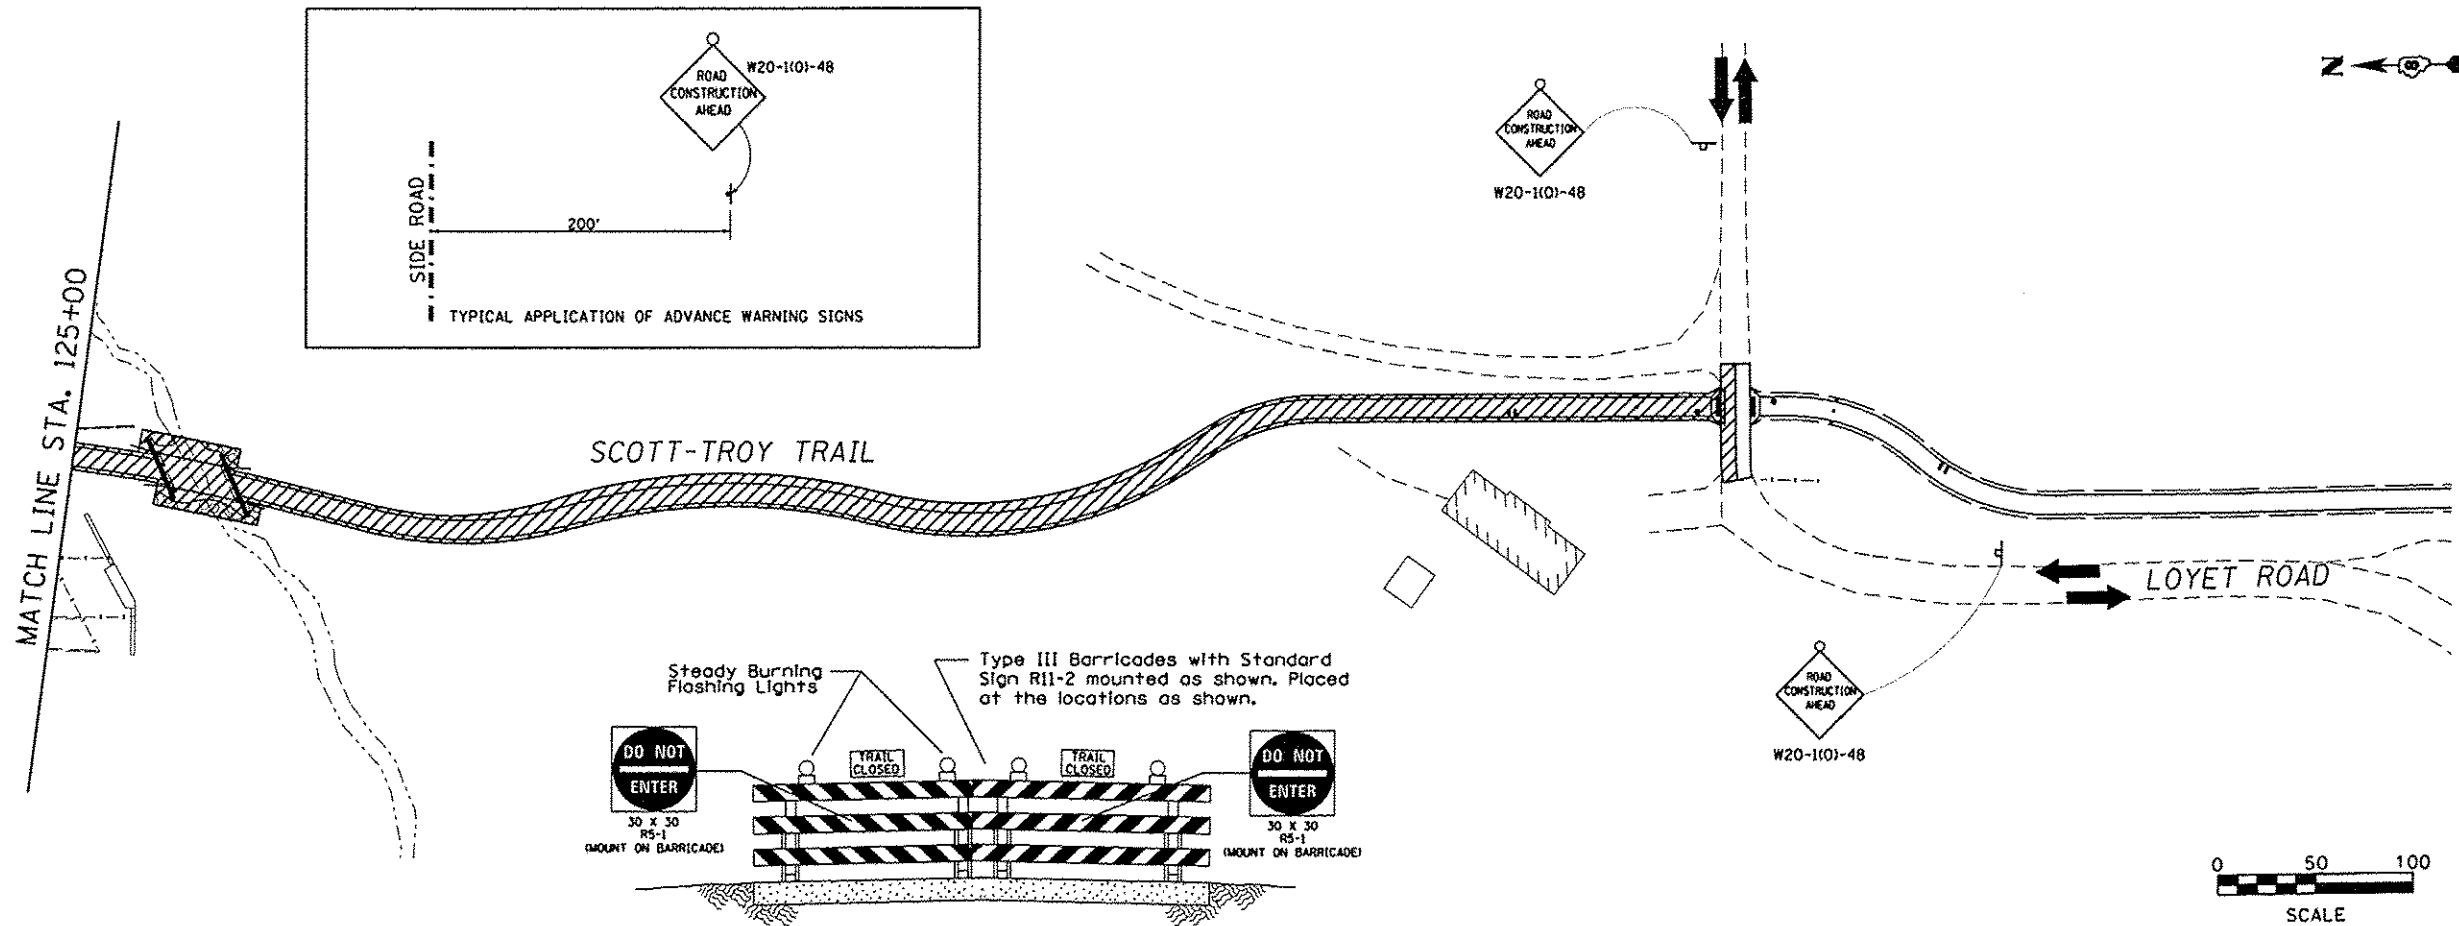 ROAD
CONSTRUCTION
AHEAD
W20-1(O)-48
SIDE ROAD
200'
TYPICAL APPLICATION OF ADVANCE WARNING SIGNS
ROAD
CONSTRUCTION
AHEAD
W20-1(O)-48
N
MATCH LINE STA. 125+00
SCOTT-TROY TRAIL
LOYET ROAD
ROAD
CONSTRUCTION
AHEAD
W20-1(O)-48
Steady Burning
Flashing Lights
Type III Barricades with Standard
Sign R11-2 mounted as shown. Placed
at the locations as shown.
DO NOT
ENTER
30 X 30
R5-1
(MOUNT ON BARRICADE)
TRAIL
CLOSED
TRAIL
CLOSED
DO NOT
ENTER
30 X 30
R5-1
(MOUNT ON BARRICADE)
0 50 100
SCALE